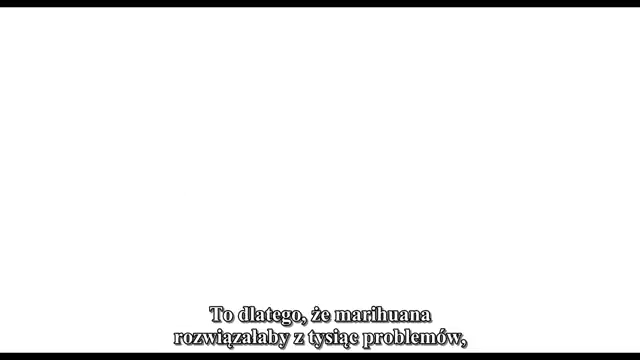 To dlatego, że marihuana
rozwiązałaby z tysiąc problemów,